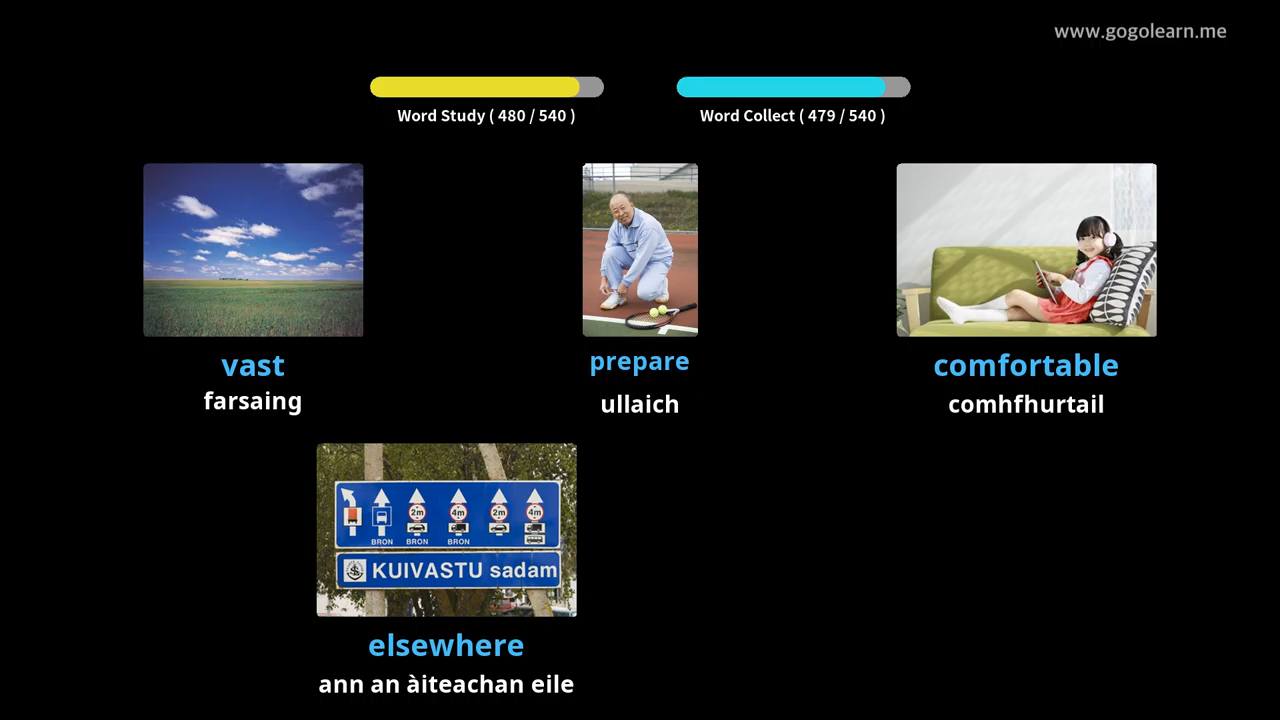 www.gogolearn.me
Word Study ( 480 / 540 )
Word Collect ( 479 / 540 )
vast
farsaing
prepare
ullaich
comfortable
comhfhurtail
2m 4m 2m 4m
BRON BRON BRON
KUIVASTU sadam
elsewhere
ann an àiteachan eile